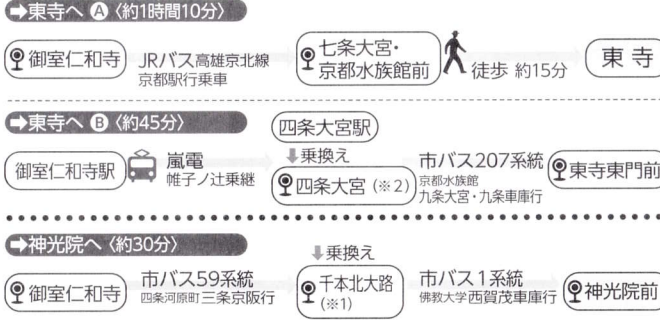 ➡東寺へ Ⓐ〈約1時間10分〉
御室仁和寺
JRバス高雄京北線
京都駅行乗車
七条大宮・
京都水族館前
徒歩 約15分
東寺
➡東寺へ Ⓑ〈約45分〉
御室仁和寺駅
嵐電
帷子ノ辻乗継
四条大宮駅
⬇乗換え
四条大宮(※2)
市バス207系統
京都水族館
九条大宮・九条車庫行
東寺東門前
➡神光院へ〈約30分〉
御室仁和寺
市バス59系統
四条河原町三条京阪行
⬇乗換え
千本北大路
(※1)
市バス1系統
佛教大学西賀茂車庫行
神光院前